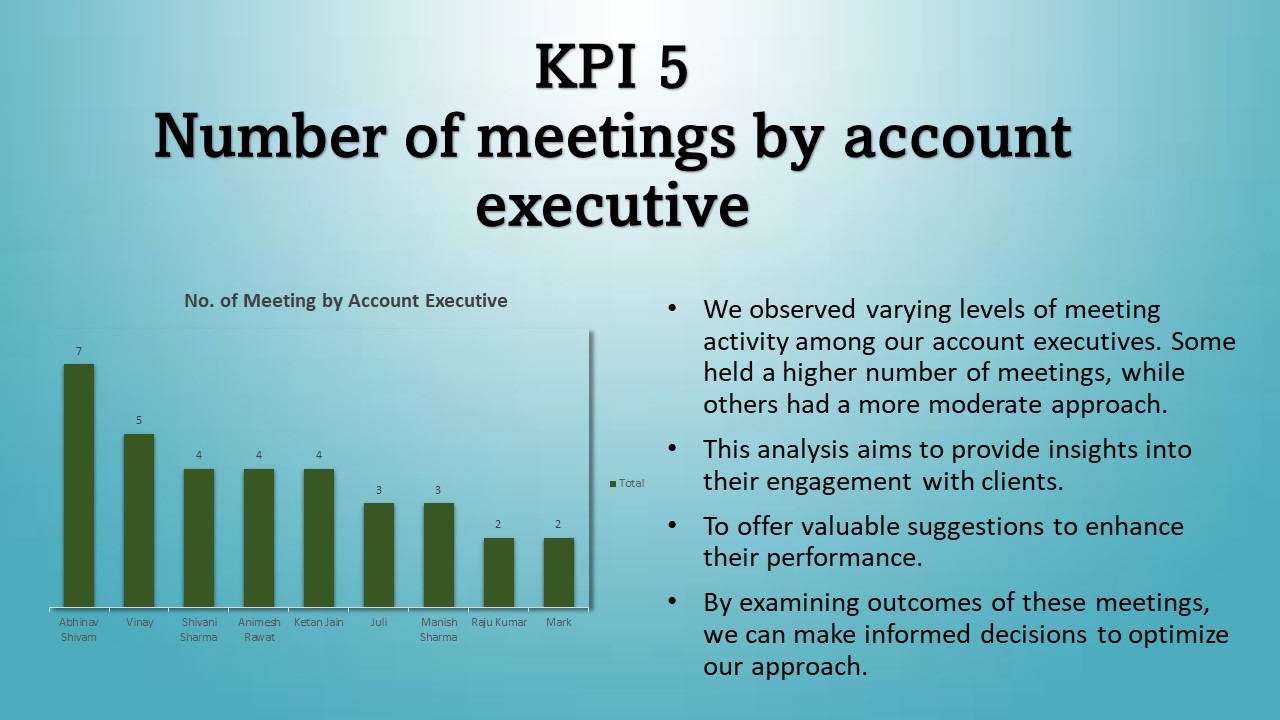 KPI 5
Number of meetings by account
executive
No. of Meeting by Account Executive
7
5
4
4
4
3
3
2
2
Abhinav
Shivam
Vinay
Shivani
Sharma
Animesh
Rawat
Ketan Jain
Juli
Manish
Sharma
Raju Kumar
Mark
Total
• We observed varying levels of meeting
activity among our account executives. Some
held a higher number of meetings, while
others had a more moderate approach.
• This analysis aims to provide insights into
their engagement with clients.
• To offer valuable suggestions to enhance
their performance.
• By examining outcomes of these meetings,
we can make informed decisions to optimize
our approach.